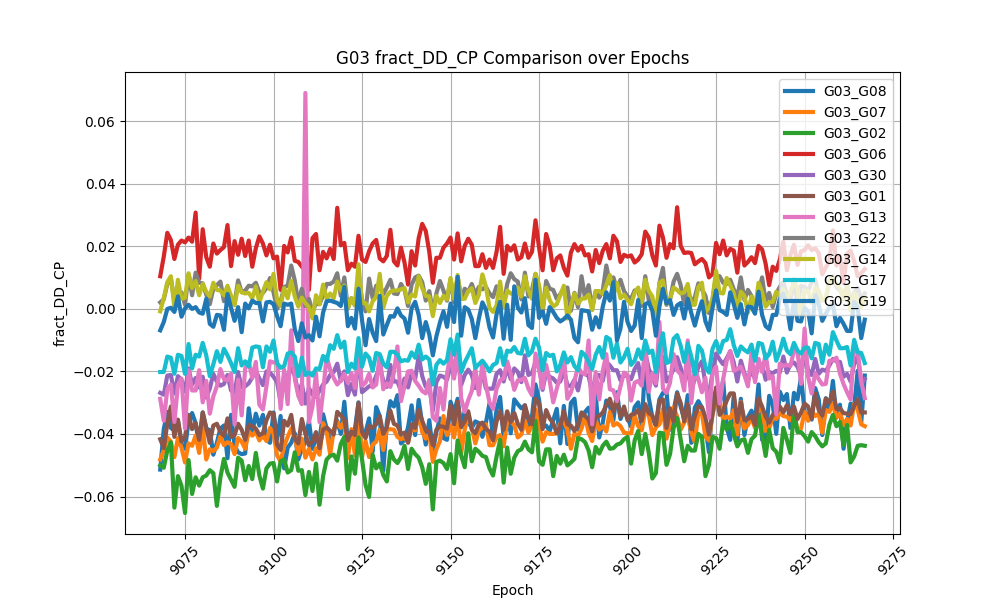 G03 fract_DD_CP Comparison over Epochs
fract_DD_CP
0.06
0.04
0.02
0.00
−0.02
−0.04
−0.06
G03_G08
G03_G07
G03_G02
G03_G06
G03_G30
G03_G01
G03_G13
G03_G22
G03_G14
G03_G17
G03_G19
9075
9100
9125
9150
9175
9200
9225
9250
9275
Epoch